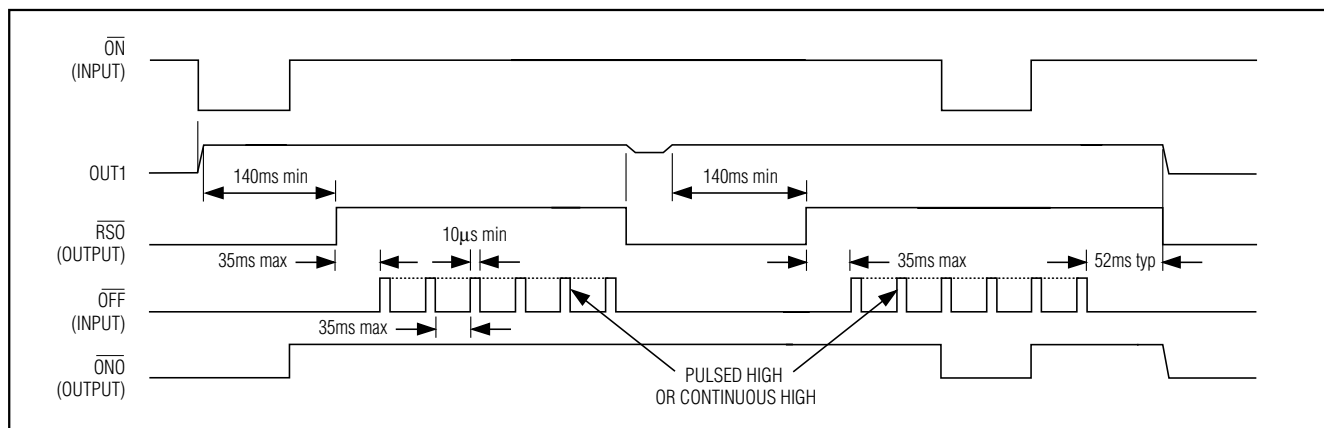 ON
(INPUT)
OUT1
140ms min
140ms min
RSO
(OUTPUT)
10μs min
35ms max
35ms max
52ms typ
OFF
(INPUT)
35ms max
ONO
(OUTPUT)
PULSED HIGH
OR CONTINUOUS HIGH